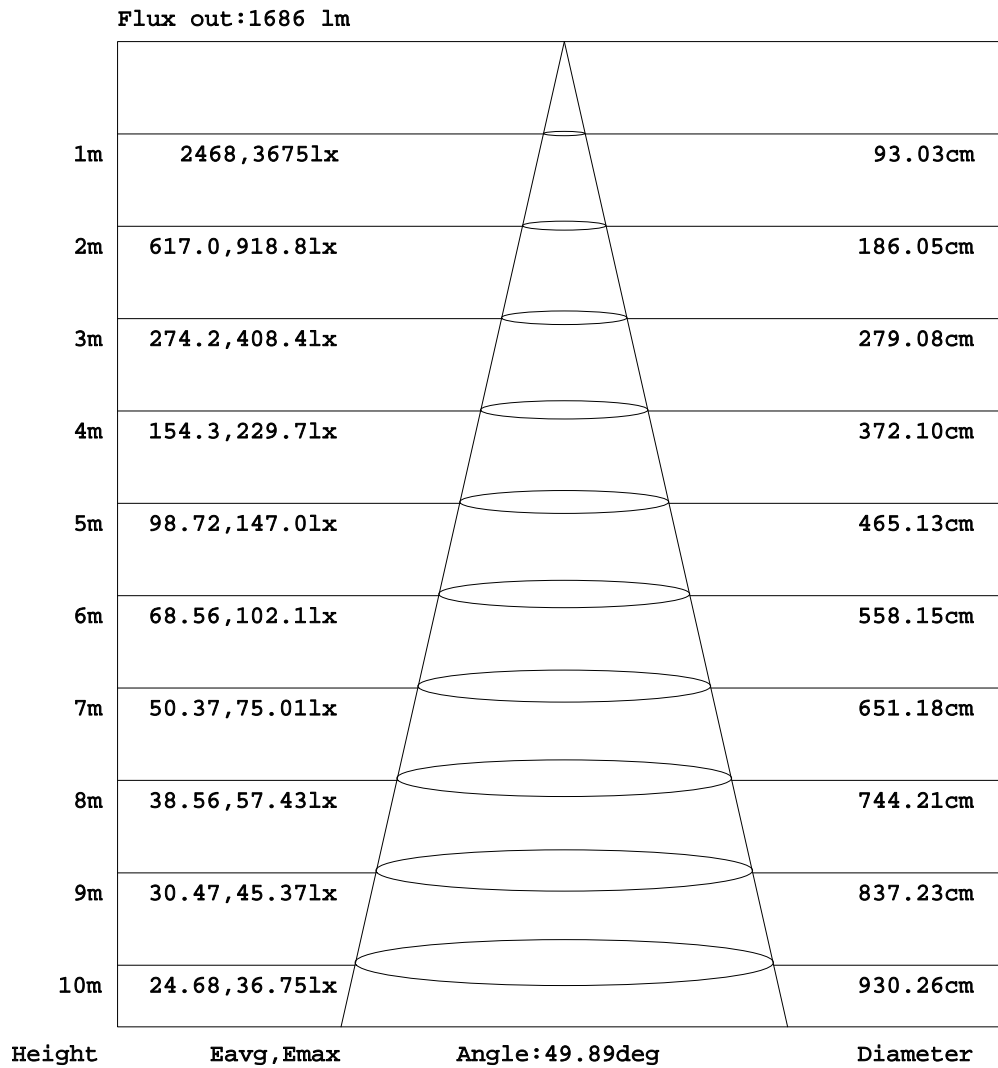 Flux out:1686 lm
1m 2468,3675lx 93.03cm
2m 617.0,918.8lx 186.05cm
3m 274.2,408.4lx 279.08cm
4m 154.3,229.7lx 372.10cm
5m 98.72,147.0lx 465.13cm
6m 68.56,102.1lx 558.15cm
7m 50.37,75.01lx 651.18cm
8m 38.56,57.43lx 744.21cm
9m 30.47,45.37lx 837.23cm
10m 24.68,36.75lx 930.26cm
Height Eavg,Emax Angle:49.89deg Diameter